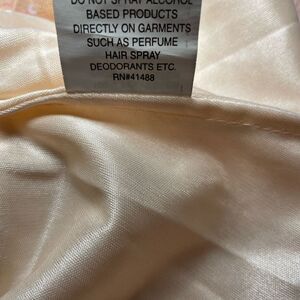 DO NOT SPRAY ALCOHOL
BASED PRODUCTS
DIRECTLY ON GARMENTS
SUCH AS PERFUME
HAIR SPRAY
DEODORANTS ETC.
RN#41488